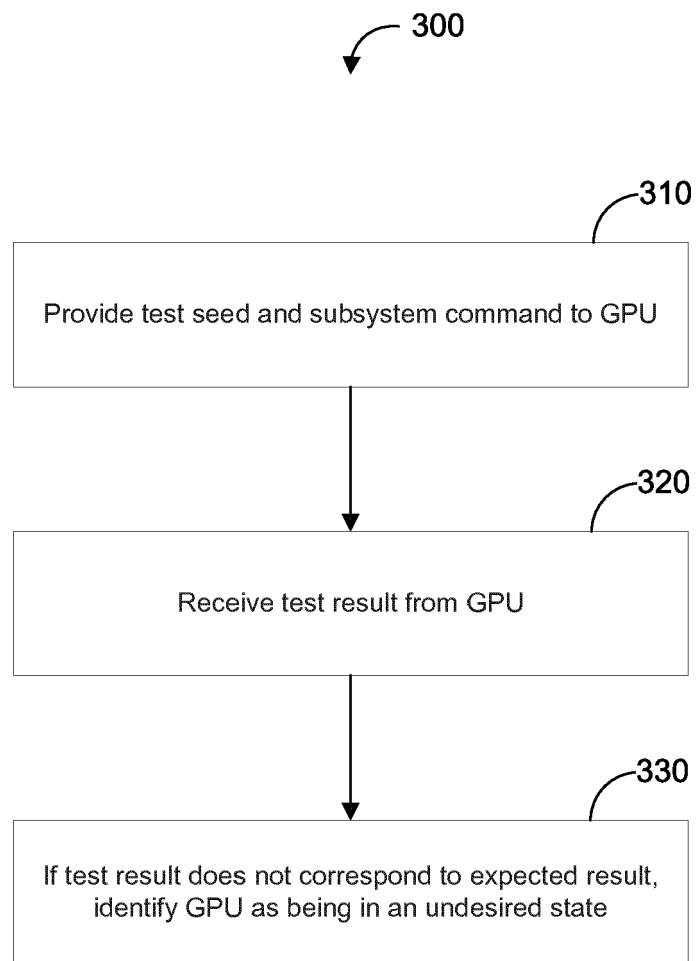 300
310
Provide test seed and subsystem command to GPU
320
Receive test result from GPU
330
If test result does not correspond to expected result,
identify GPU as being in an undesired state